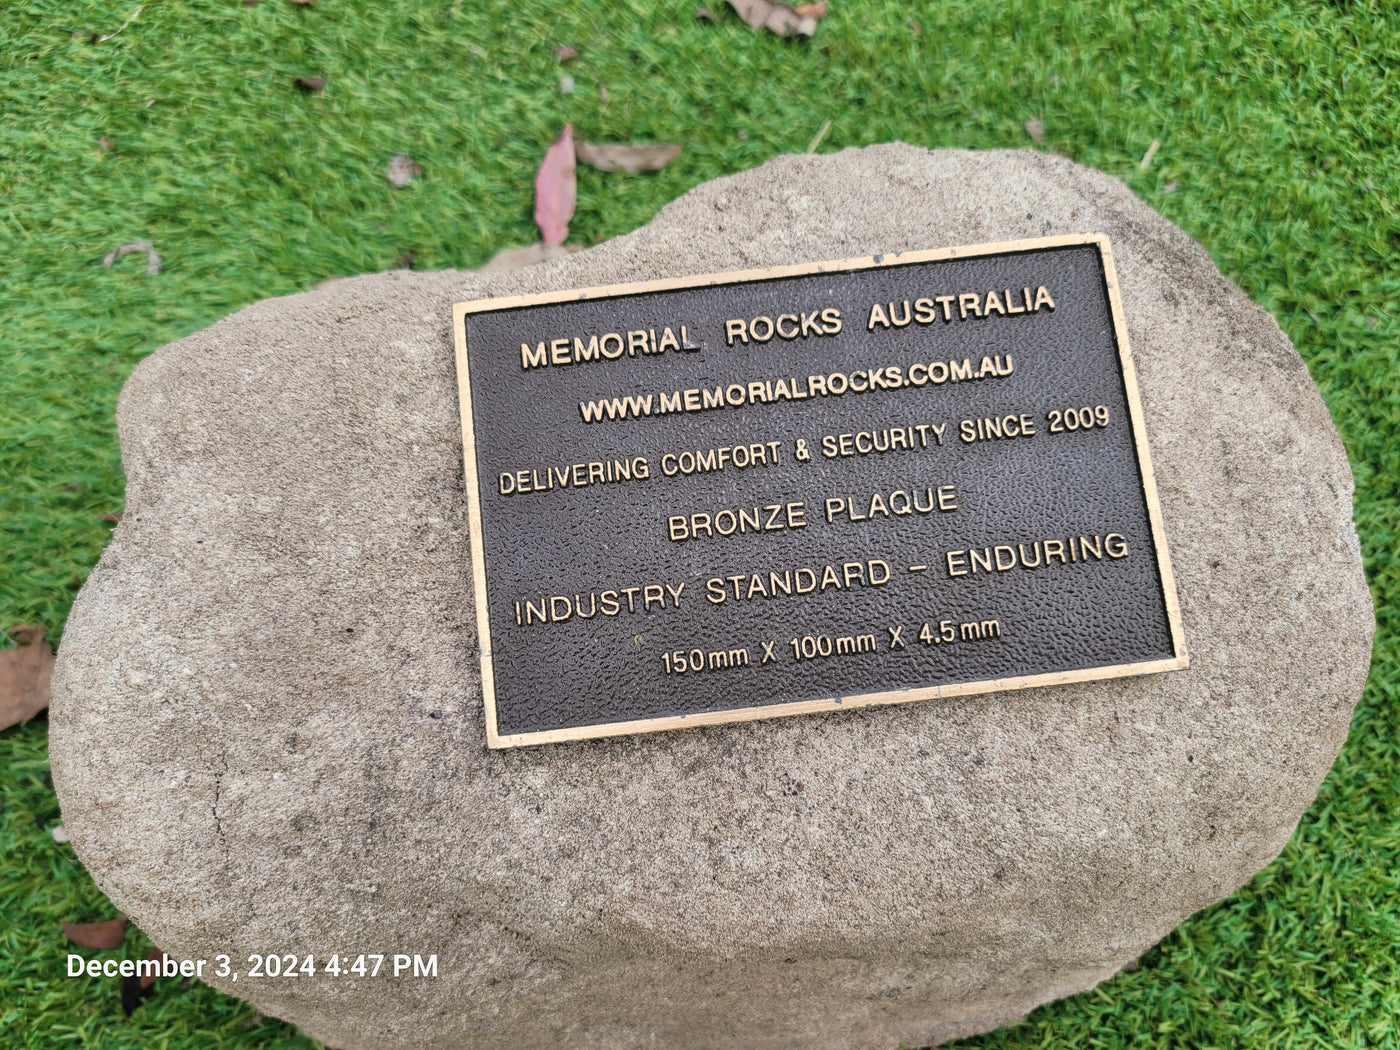 MEMORIAL ROCKS AUSTRALIA
WWW.MEMORIALROCKS.COM.AU
DELIVERING COMFORT & SECURITY SINCE 2009
BRONZE PLAQUE
INDUSTRY STANDARD - ENDURING
150mm X 100mm X 4.5mm
December 3, 2024 4:47 PM